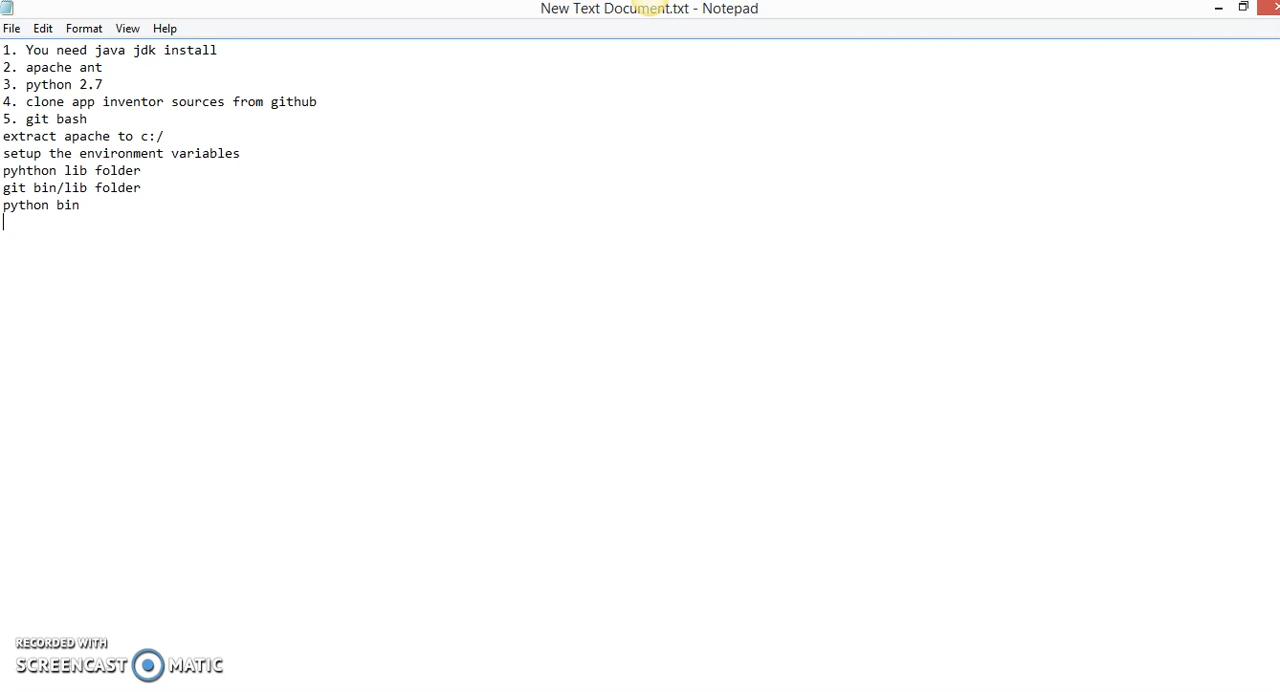 New Text Document.txt - Notepad
File Edit Format View Help
1. You need java jdk install
2. apache ant
3. python 2.7
4. clone app inventor sources from github
5. git bash
extract apache to c:/
setup the environment variables
pyhthon lib folder
git bin/lib folder
python bin
RECORDED WITH
SCREENCAST MATIC